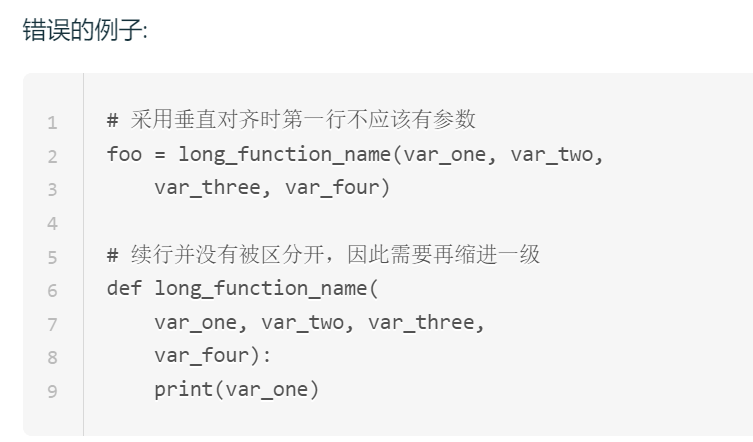 错误的例子:
1 # 采用垂直对齐时第一行不应该有参数
2 foo = long_function_name(var_one, var_two,
3     var_three, var_four)
4
5 # 续行并没有被区分开，因此需要再缩进一级
6 def long_function_name(
7     var_one, var_two, var_three,
8     var_four):
9     print(var_one)